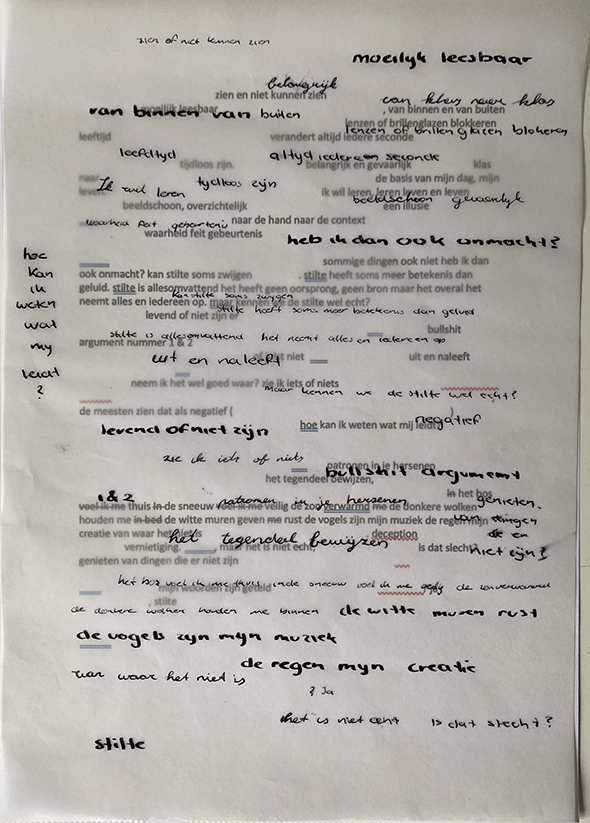 zien of niet kunnen zien
moeilyk leesbaar
belangrijk
zien en niet kunnen zien
van klas naar klas
moeilijk leesbaar , van binnen en van buiten
van binnen van buiten
lenzen of brillenglazen blokkeren
lenzen of brillenglazen blokeren
leeftijd verandert altijd iedere seconde
leefdtyd altyd iedereen seconde
tijdloos zijn. belangrijk en gevaarlijk klas
naar de basis van mijn dag, mijn
Ik wil leren tydloos zijn
leven. ik wil leren, leren leven en leven
beeldschoon gevaarlyk
beeldschoon, overzichtelijk een illusie
waarheid feit gebeurtenis naar de hand naar de context
waarheid feit gebeurtenis
heb ik dan ook onmacht?
sommige dingen ook niet heb ik dan
ook onmacht? kan stilte soms zwijgen , stilte heeft soms meer betekenis dan
geluid. stilte is allesomvattend het heeft geen oorsprong, geen bron maar overal het
kan stilte soms zwijgen
neemt alles en iedereen op. maar kennen we de stilte wel echt?
stilte heeft soms meer betekenis dan geluid
levend of niet zijn er
bullshit
stilte is allesomvattend het neemt alles en iedereen op
argument nummer 1 & 2
uit en naleeft
of dat niet uit en naleeft
hoe
kan
ik
weten
wat
my
leidt
?
neem ik het wel goed waar? zie ik iets of niets
maar kennen we de stilte wel echt?
de meesten zien dat als negatief ( )
negatief
levend of niet zijn
hoe kan ik weten wat mij leidt
zie ik iets of niets
patronen in je hersenen
bullshit argument
het tegendeel bewijzen,
in het bos
1 & 2 patronen in je hersenen genieten
voel ik me thuis in de sneeuw voel ik me veilig de zon verwarmd me de donkere wolken
houden me in bed de witte muren geven me rust de vogels zijn mijn muziek de regen mijn
van dingen
creatie van waar het niet is deception
die en
het tegendeel bewijzen
vernietiging. , maar het is niet echt, is dat slecht
niet zijn?
genieten van dingen die er niet zijn
het bos voel ik me thuis in de sneeuw voel ik me de zon verwarmd
mijn woorden zijn geteld
de donkere wolken houden me binnen de witte muren rust
, stilte
de vogels zyn myn muziek
de regen myn creatie
van waar het niet is
? Ja
het is niet echt is dat slecht?
stilte